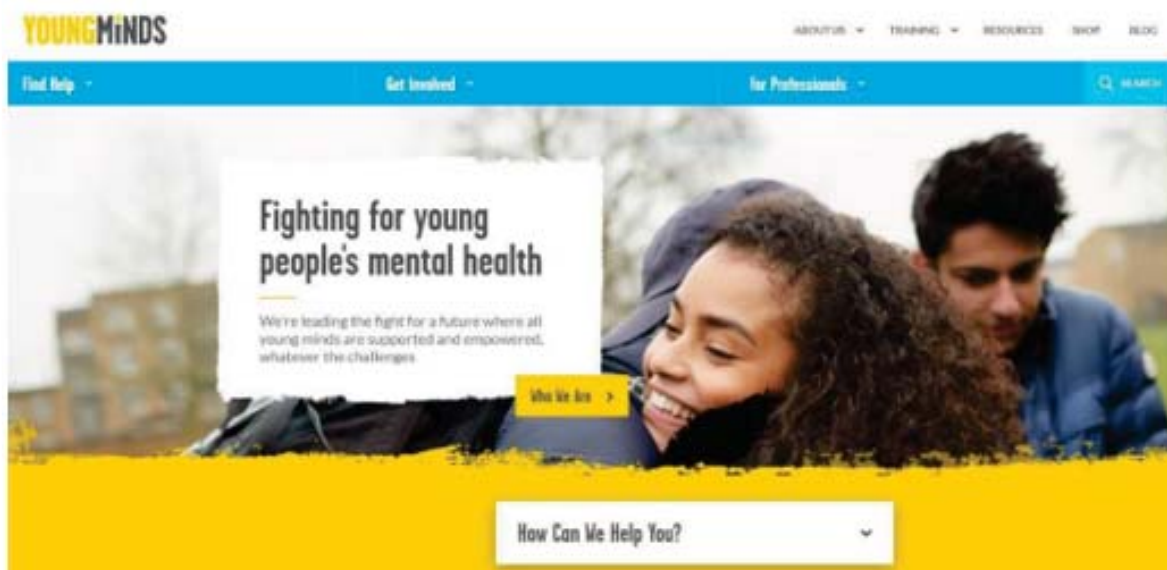 YOUNGMiNDS
ABOUT US TRAINING RESOURCES SHOP BLOG
Find Help Get Involved For Professionals SEARCH
Fighting for young
people's mental health
We're leading the fight for a future where all
young minds are supported and empowered,
whatever the challenges
Who We Are
How Can We Help You?